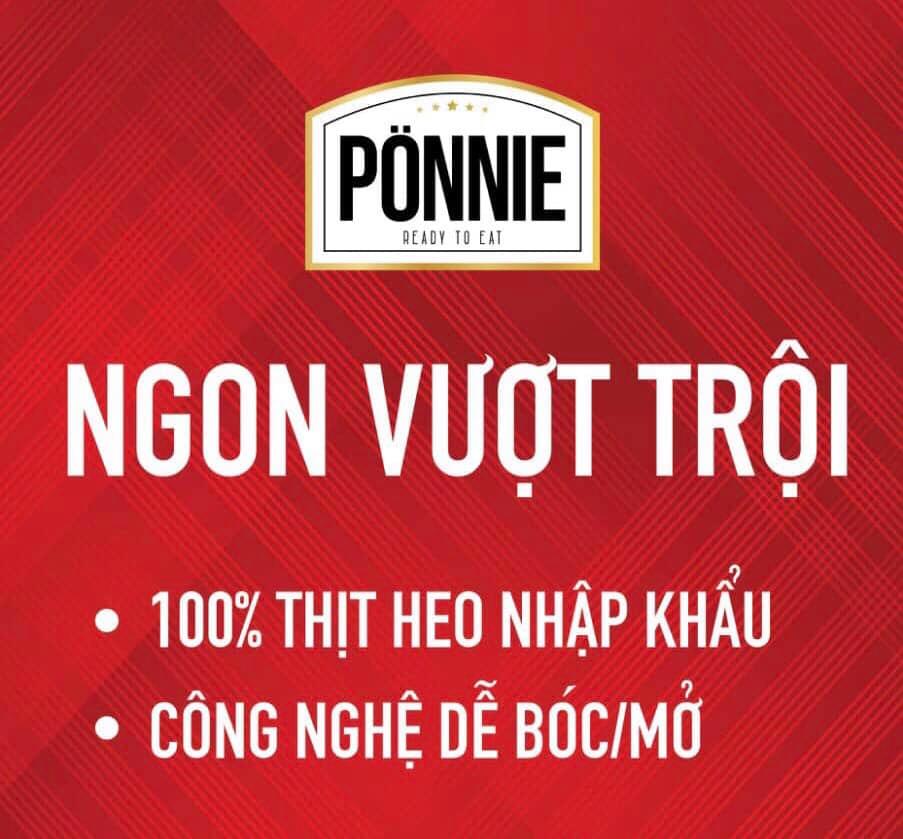 PÖNNIE
READY TO EAT
NGON VƯỢT TRỘI
• 100% THỊT HEO NHẬP KHẨU
• CÔNG NGHỆ DỄ BÓC/MỞ